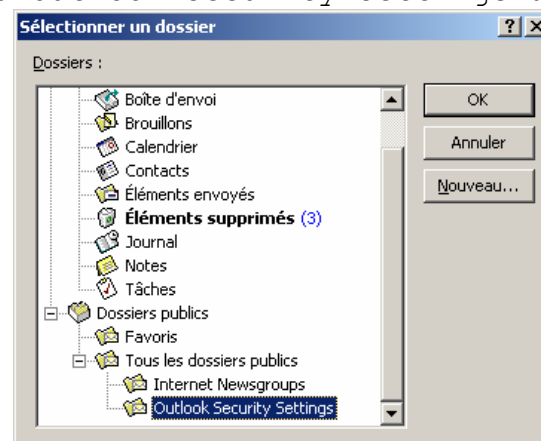 Sélectionner un dossier
Dossiers :
Boîte d'envoi
Brouillons
Calendrier
Contacts
Éléments envoyés
Éléments supprimés (3)
Journal
Notes
Tâches
Dossiers publics
Favoris
Tous les dossiers publics
Internet Newsgroups
Outlook Security Settings
OK
Annuler
Nouveau...